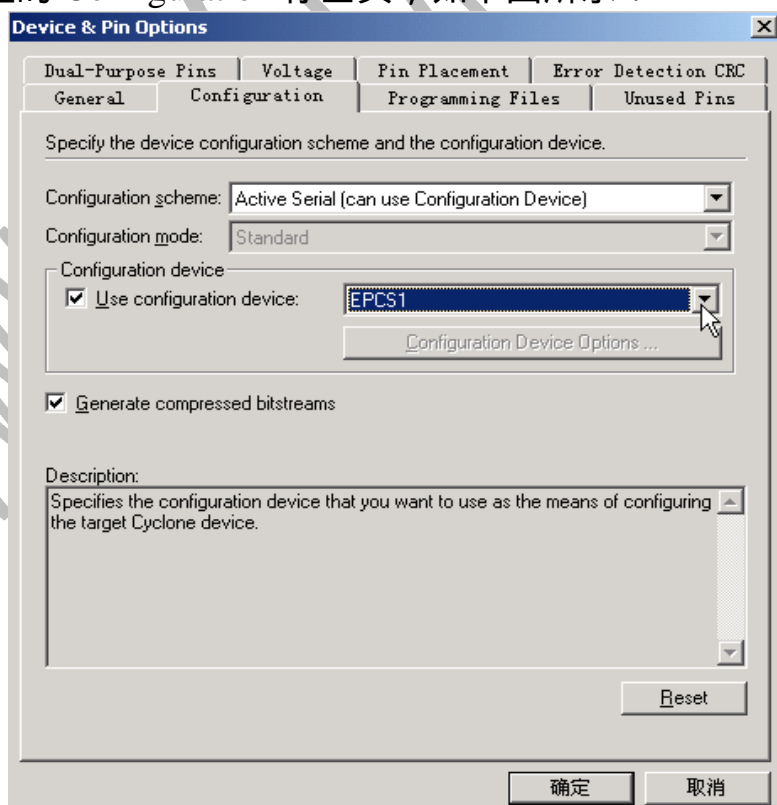 Device & Pin Options
Dual-Purpose Pins Voltage Pin Placement Error Detection CRC
General Configuration Programming Files Unused Pins
Specify the device configuration scheme and the configuration device.
Configuration scheme: Active Serial (can use Configuration Device)
Configuration mode: Standard
Configuration device
Use configuration device: EPCS1
Configuration Device Options ...
Generate compressed bitstreams
Description:
Specifies the configuration device that you want to use as the means of configuring
the target Cyclone device.
Reset
确定 取消